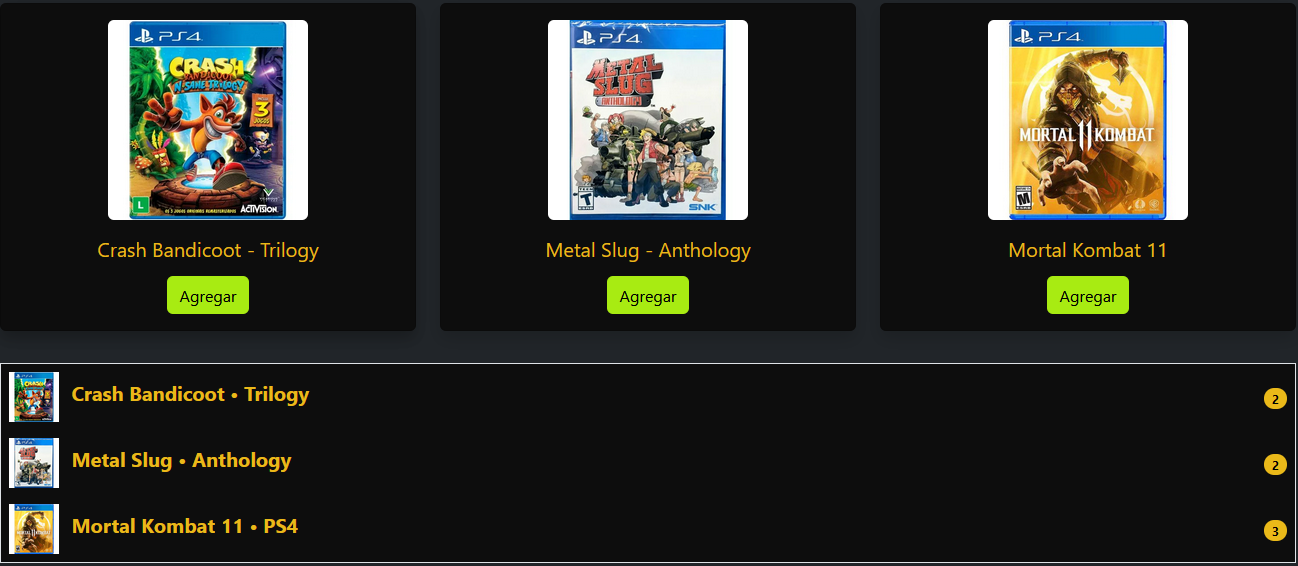 PS4 PS4 PS4
CRASH
BANDICOOT
N. SANE TRILOGY
3
JOGOS
L
ACTIVISION
METAL
SLUG
ANTHOLOGY
T
SNK
MORTAL 11 KOMBAT
M
Crash Bandicoot - Trilogy Metal Slug - Anthology Mortal Kombat 11
Agregar Agregar Agregar
Crash Bandicoot • Trilogy 2
Metal Slug • Anthology 2
Mortal Kombat 11 • PS4 3